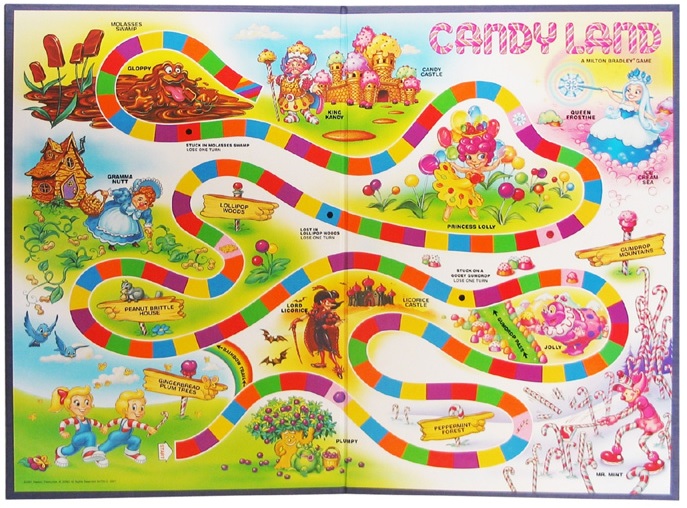 MOLASSES
SWAMP
CANDY LAND
A MILTON BRADLEY GAME
GLOPPY
CANDY
CASTLE
KING
KANDY
QUEEN
FROSTINE
STUCK IN MOLASSES SWAMP
LOSE ONE TURN
GRAMMA
NUTT
ICE
CREAM
SEA
LOLLIPOP
WOODS
LOST IN
LOLLIPOP WOODS
LOSE ONE TURN
PRINCESS LOLLY
GUMDROP
MOUNTAINS
STUCK ON A
GOOEY GUMDROP
LOSE ONE TURN
PEANUT BRITTLE
HOUSE
LORD
LICORICE
LICORICE
CASTLE
GUMDROP PASS
JOLLY
RAINBOW TRAIL
GINGERBREAD
PLUM TREES
PEPPERMINT
FOREST
START
PLUMPY
MR. MINT